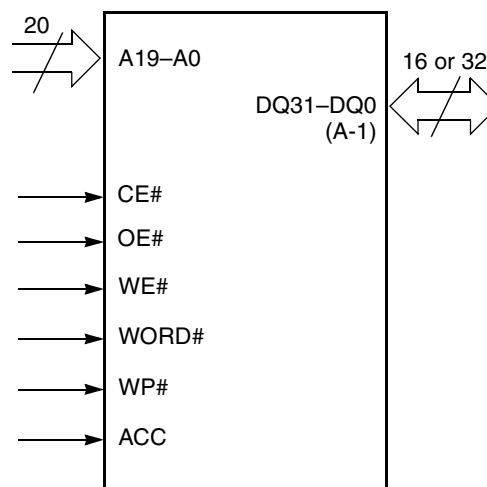 20
A19–A0
16 or 32
DQ31–DQ0
(A-1)
CE#
OE#
WE#
WORD#
WP#
ACC